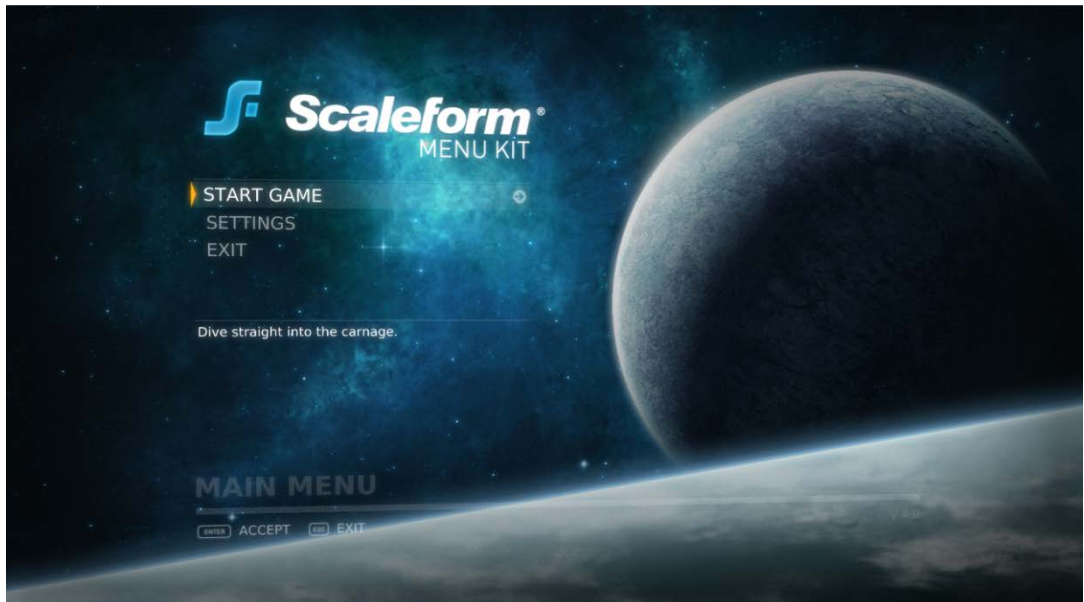 Scaleform®
MENU KIT
START GAME
SETTINGS
EXIT
Dive straight into the carnage.
MAIN MENU
ENTER ACCEPT ESC EXIT